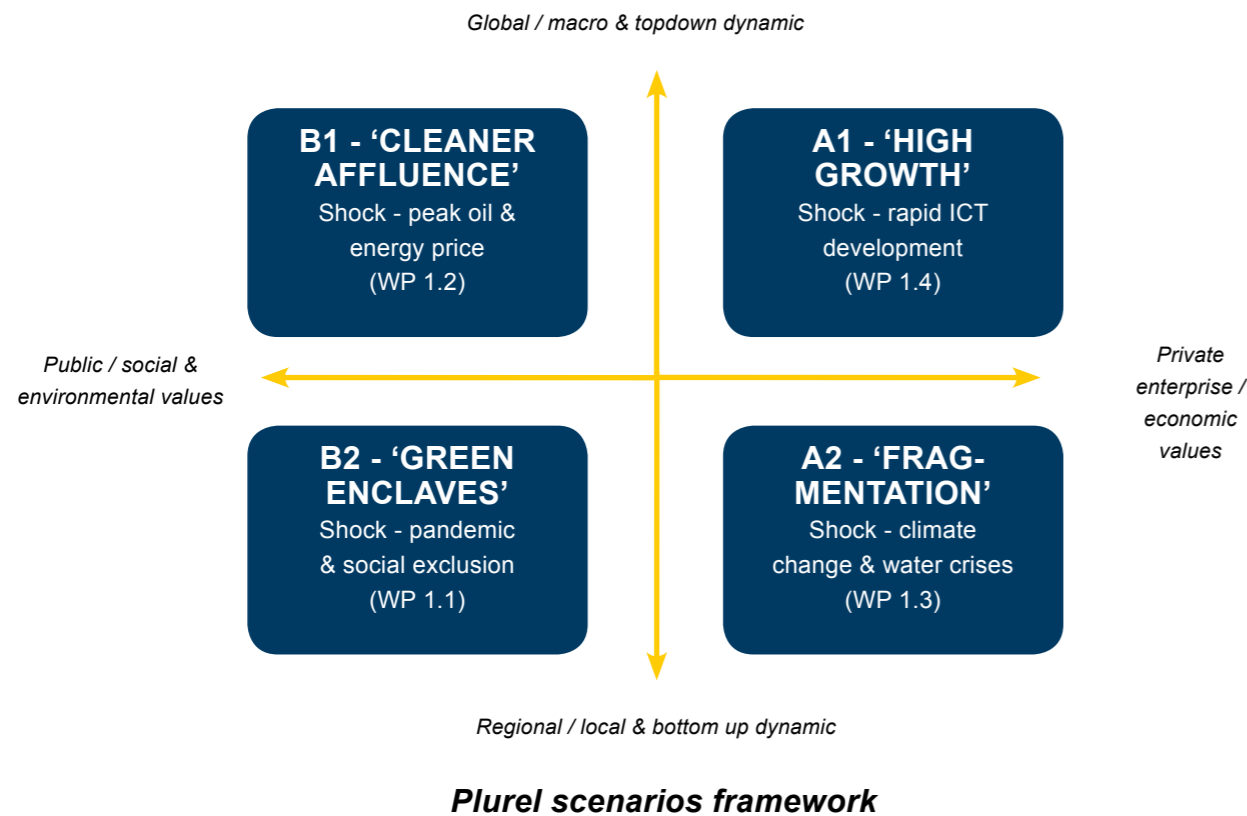 Global / macro & topdown dynamic
B1 - ‘CLEANER
AFFLUENCE’
Shock - peak oil &
energy price
(WP 1.2)
A1 - ‘HIGH
GROWTH’
Shock - rapid ICT
development
(WP 1.4)
Public / social &
environmental values
Private
enterprise /
economic
values
B2 - ‘GREEN
ENCLAVES’
Shock - pandemic
& social exclusion
(WP 1.1)
A2 - ‘FRAG-
MENTATION’
Shock - climate
change & water crises
(WP 1.3)
Regional / local & bottom up dynamic
Plurel scenarios framework